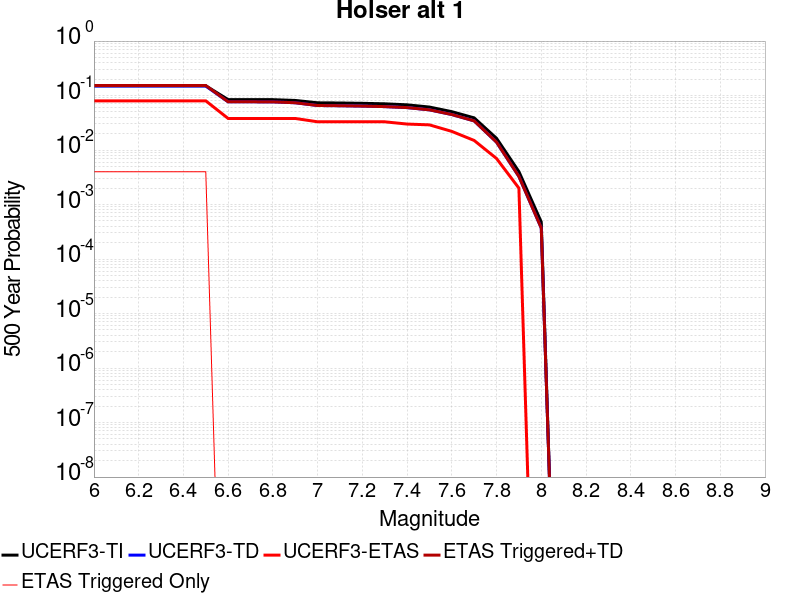 Holser alt 1
10^0
10^-1
10^-2
10^-3
10^-4
10^-5
10^-6
10^-7
10^-8
500 Year Probability
6 6.2 6.4 6.6 6.8 7 7.2 7.4 7.6 7.8 8 8.2 8.4 8.6 8.8 9
Magnitude
UCERF3-TI UCERF3-TD UCERF3-ETAS ETAS Triggered+TD
ETAS Triggered Only